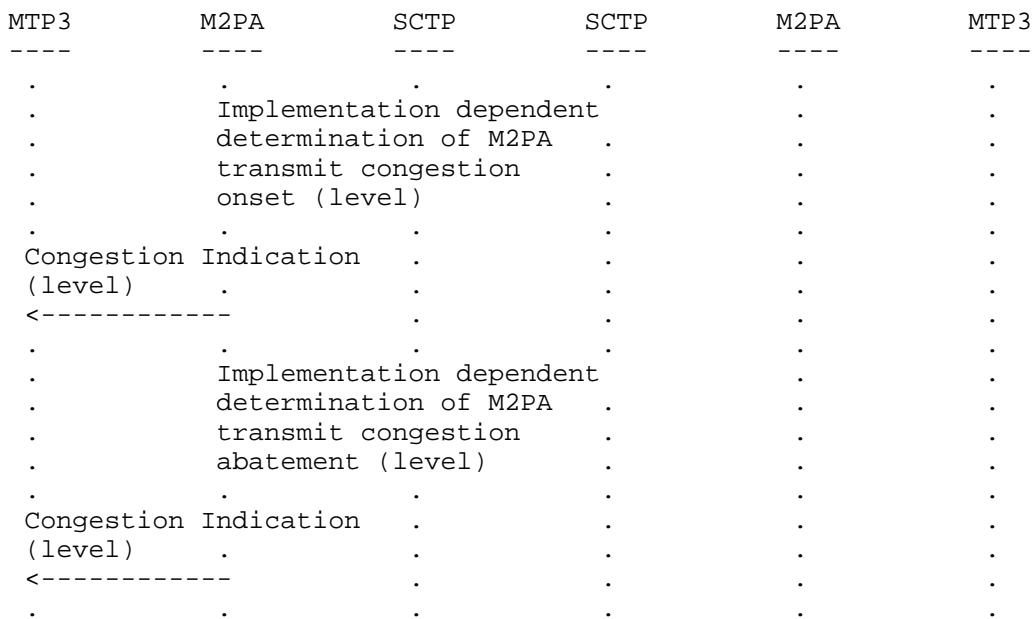 MTP3        M2PA        SCTP        SCTP        M2PA        MTP3
----        ----        ----        ----        ----        ----
 .           .           .           .           .           .
 .           Implementation dependent            .           .
 .           determination of M2PA   .           .           .
 .           transmit congestion     .           .           .
 .           onset (level)           .           .           .
 .           .           .           .           .           .
 Congestion Indication   .           .           .           .
 (level)     .           .           .           .           .
 <------------           .           .           .           .
 .           .           .           .           .           .
 .           Implementation dependent            .           .
 .           determination of M2PA   .           .           .
 .           transmit congestion     .           .           .
 .           abatement (level)       .           .           .
 .           .           .           .           .           .
 Congestion Indication   .           .           .           .
 (level)     .           .           .           .           .
 <------------           .           .           .           .
 .           .           .           .           .           .